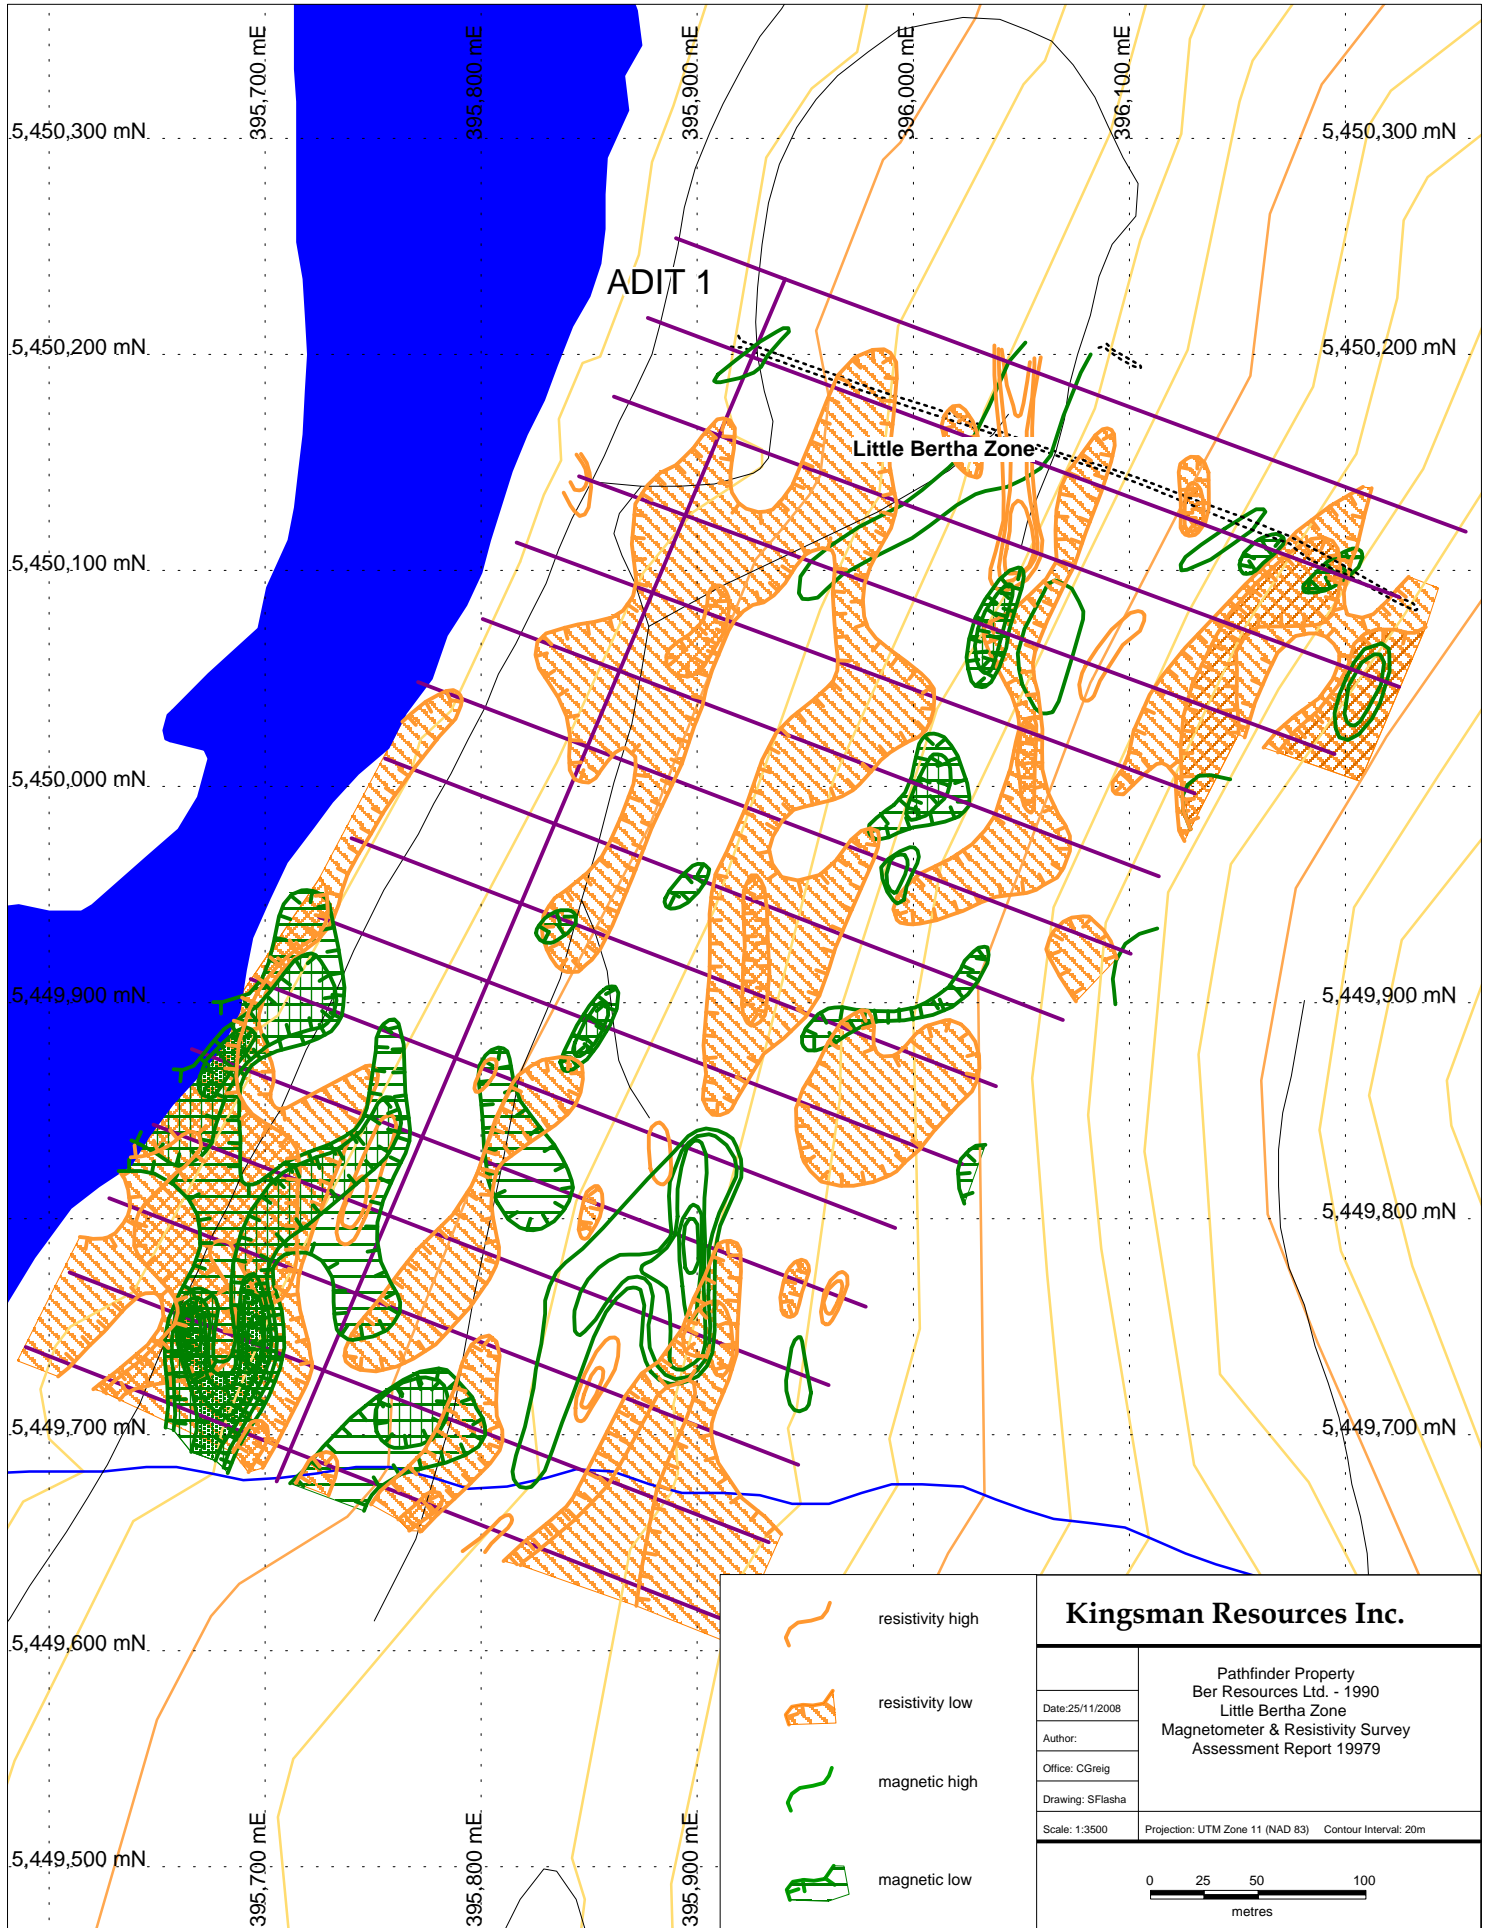 395,700 mE
395,800 mE
395,900 mE
396,000 mE
396,100 mE
5,450,300 mN
5,450,300 mN
ADIT 1
5,450,200 mN
5,450,200 mN
Little Bertha Zone
5,450,100 mN
5,450,000 mN
5,449,900 mN
5,449,900 mN
5,449,800 mN
5,449,700 mN
5,449,700 mN
5,449,600 mN
5,449,500 mN
395,700 mE
395,800 mE
395,900 mE
resistivity high
resistivity low
magnetic high
magnetic low
Kingsman Resources Inc.
Date:25/11/2008
Author:
Office: CGreig
Drawing: SFlasha
Scale: 1:3500
Pathfinder Property
Ber Resources Ltd. - 1990
Little Bertha Zone
Magnetometer & Resistivity Survey
Assessment Report 19979
Projection: UTM Zone 11 (NAD 83) Contour Interval: 20m
0 25 50 100
metres